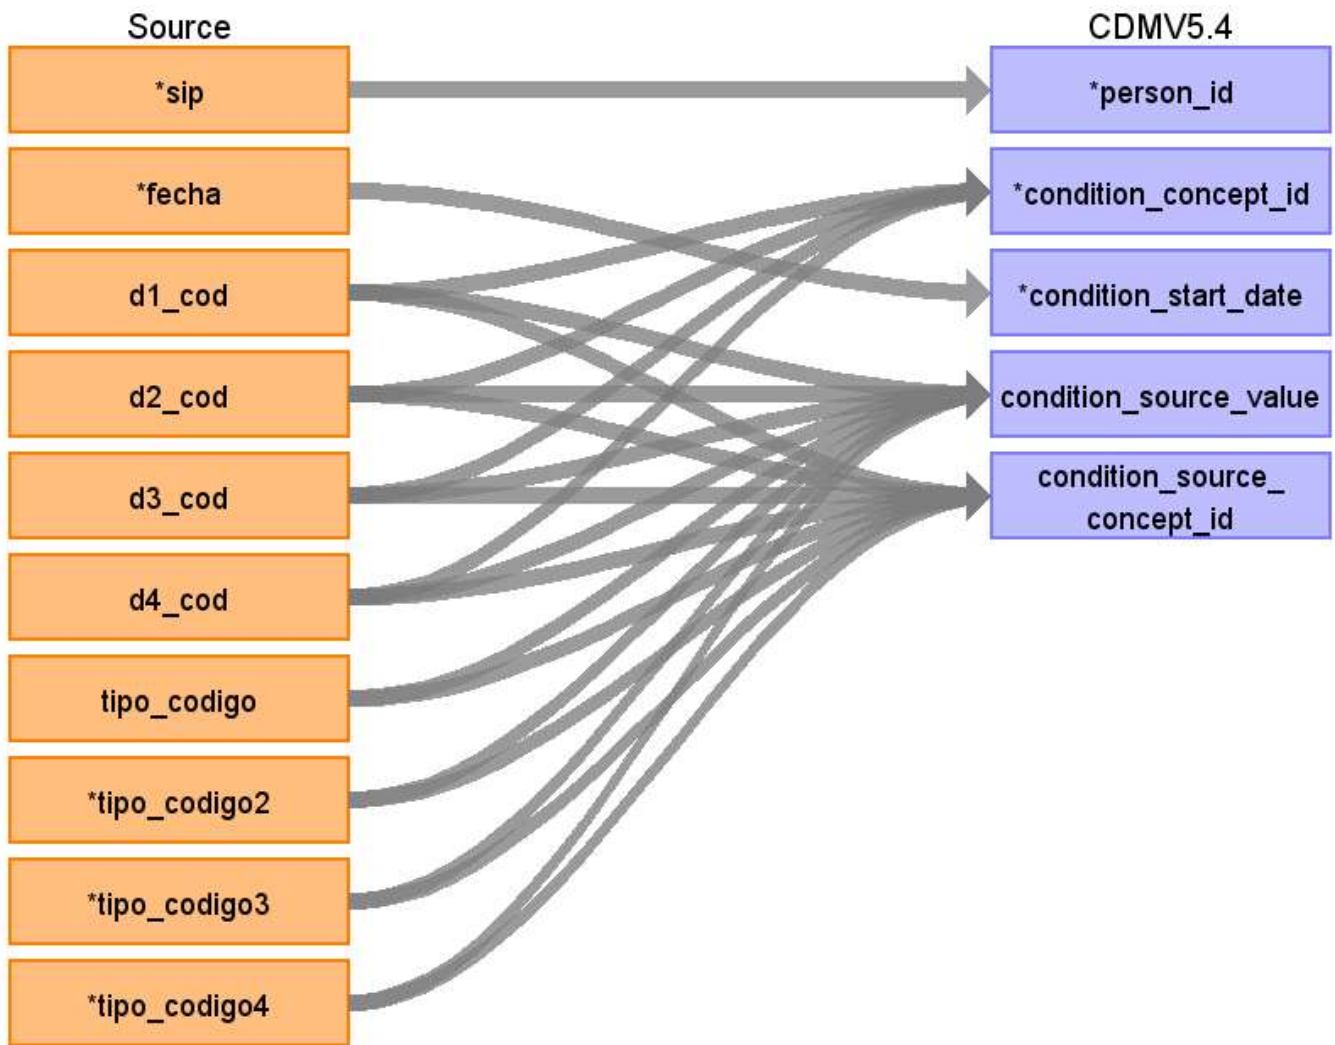 Source
CDMV5.4
*sip
*person_id
*fecha
*condition_concept_id
d1_cod
*condition_start_date
d2_cod
condition_source_value
d3_cod
condition_source_
concept_id
d4_cod
tipo_codigo
*tipo_codigo2
*tipo_codigo3
*tipo_codigo4